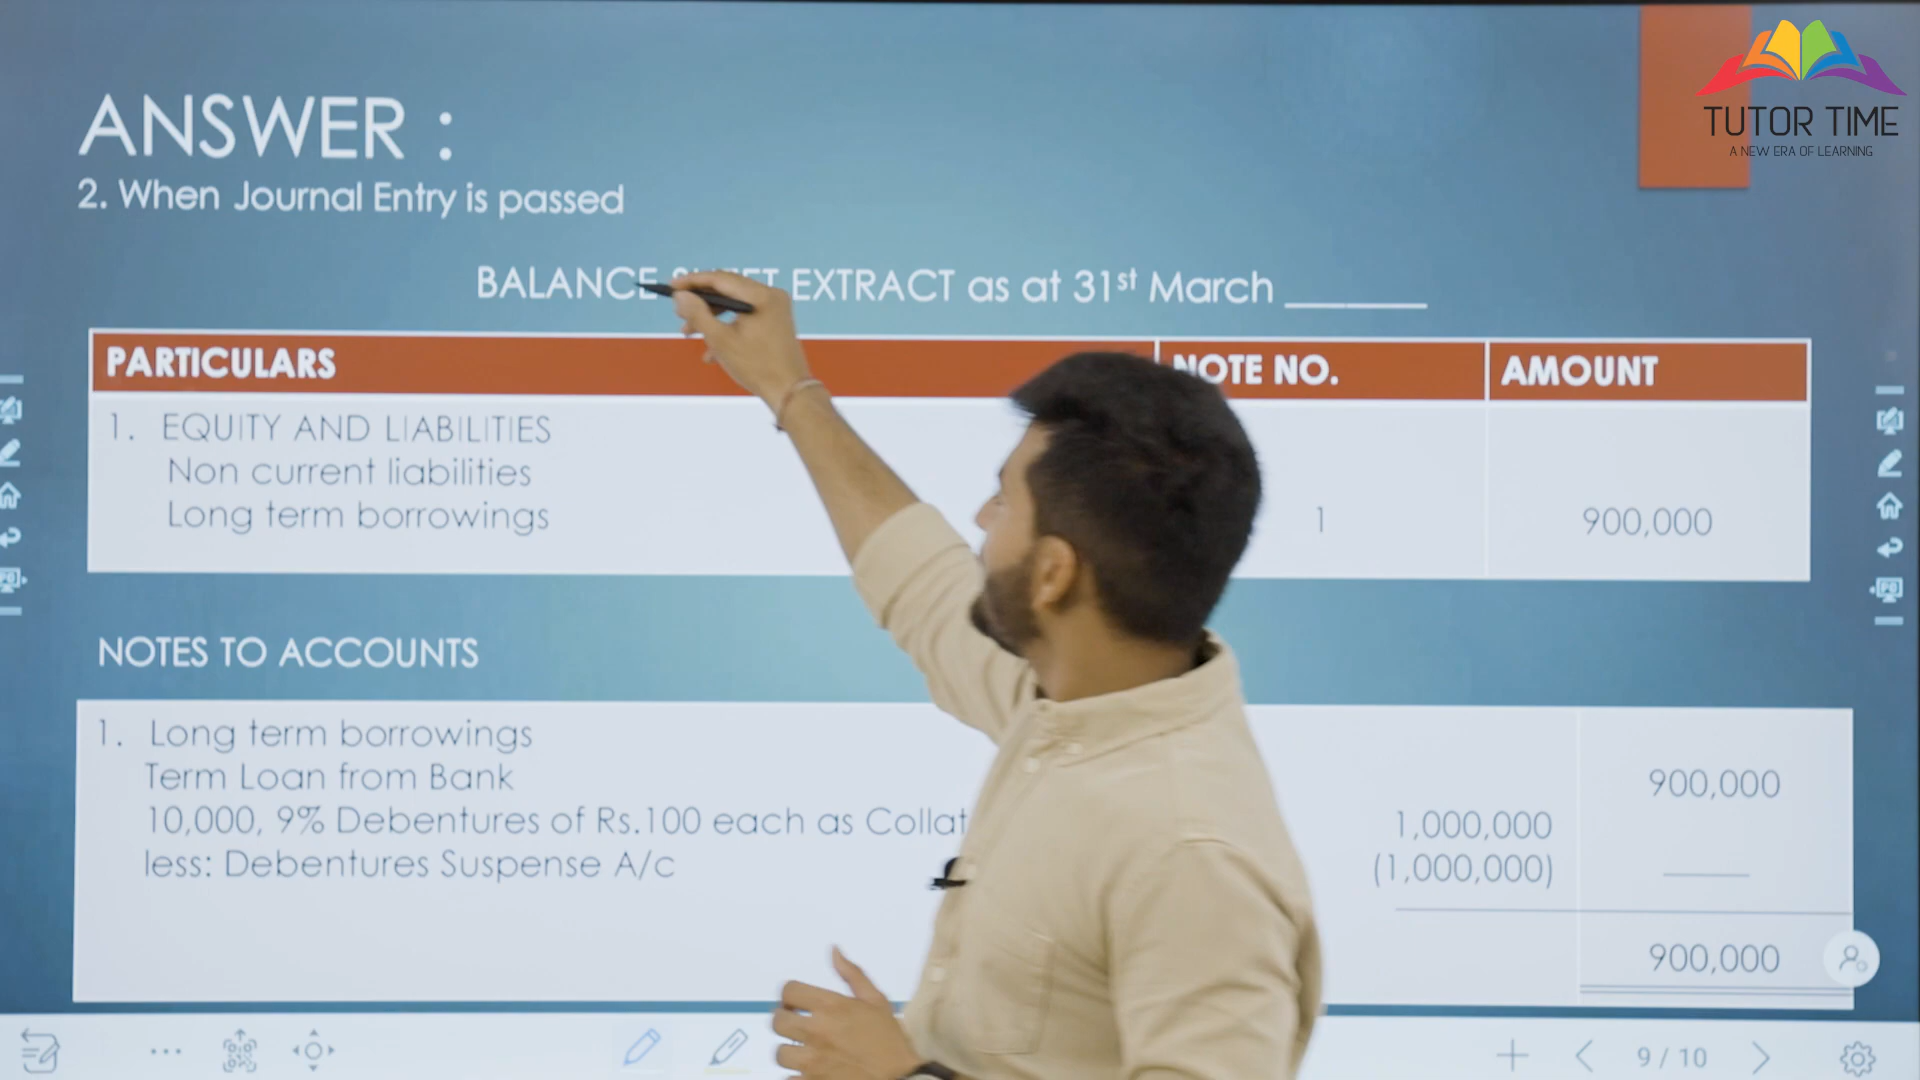 TUTOR TIME
A NEW ERA OF LEARNING
ANSWER :
2. When Journal Entry is passed
BALANCE EXTRACT as at 31st March ______
PARTICULARS NOTE NO. AMOUNT
1. EQUITY AND LIABILITIES
Non current liabilities
Long term borrowings 1 900,000
NOTES TO ACCOUNTS
1. Long term borrowings
Term Loan from Bank 900,000
10,000, 9% Debentures of Rs.100 each as 1,000,000
less: Debentures Suspense A/c (1,000,000)
900,000
9 / 10